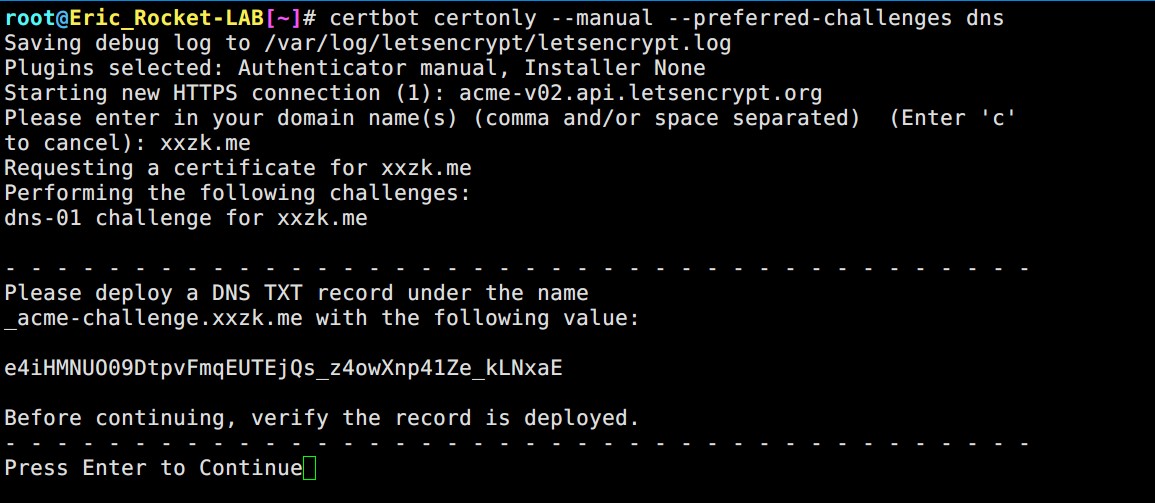 root@Eric_Rocket-LAB[~]# certbot certonly --manual --preferred-challenges dns
Saving debug log to /var/log/letsencrypt/letsencrypt.log
Plugins selected: Authenticator manual, Installer None
Starting new HTTPS connection (1): acme-v02.api.letsencrypt.org
Please enter in your domain name(s) (comma and/or space separated)  (Enter 'c'
to cancel): xxzk.me
Requesting a certificate for xxzk.me
Performing the following challenges:
dns-01 challenge for xxzk.me
- - - - - - - - - - - - - - - - - - - - - - - - - - - - - - - - - - - - - - - -
Please deploy a DNS TXT record under the name
_acme-challenge.xxzk.me with the following value:
e4iHMNUO09DtpvFmqEUTEjQs_z4owXnp41Ze_kLNxaE
Before continuing, verify the record is deployed.
- - - - - - - - - - - - - - - - - - - - - - - - - - - - - - - - - - - - - - - -
Press Enter to Continue